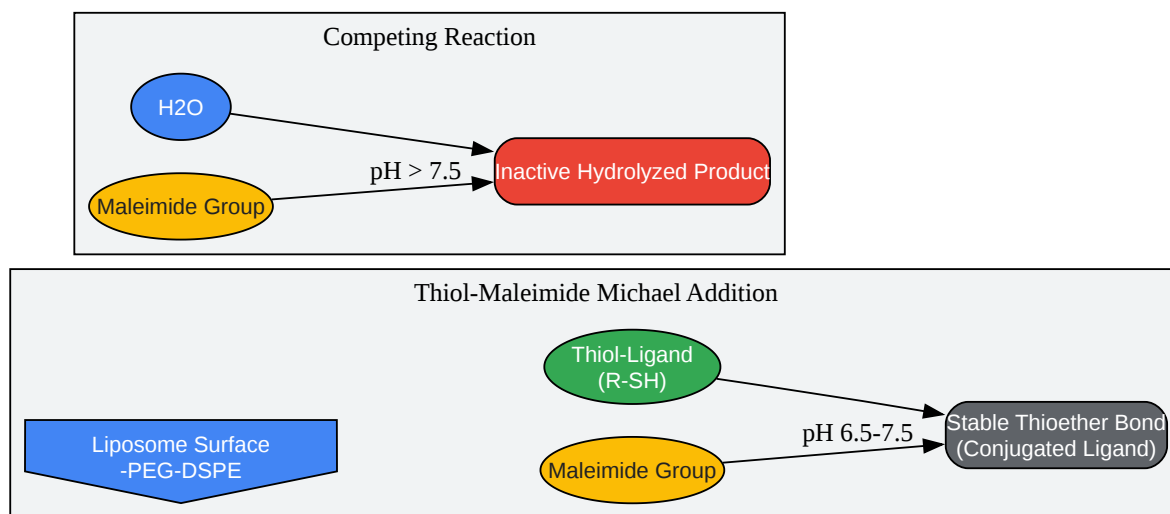 Competing Reaction
H2O
pH > 7.5
Inactive Hydrolyzed Product
Maleimide Group
Thiol-Maleimide Michael Addition
Thiol-Ligand
(R-SH)
Liposome Surface
-PEG-DSPE
pH 6.5-7.5
Stable Thioether Bond
(Conjugated Ligand)
Maleimide Group